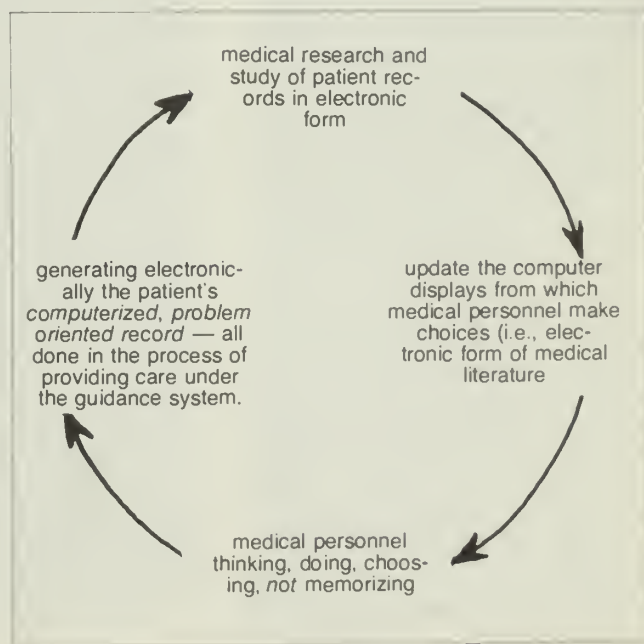 medical research and
study of patient rec-
ords in electronic
form
update the computer
displays from which
medical personnel make
choices (i.e., elec-
tronic form of medical
literature
medical personnel
thinking, doing, choos-
ing, not memorizing
generating electronic-
ally the patient's
computerized, problem
oriented record — all
done in the process of
providing care under
the guidance system.